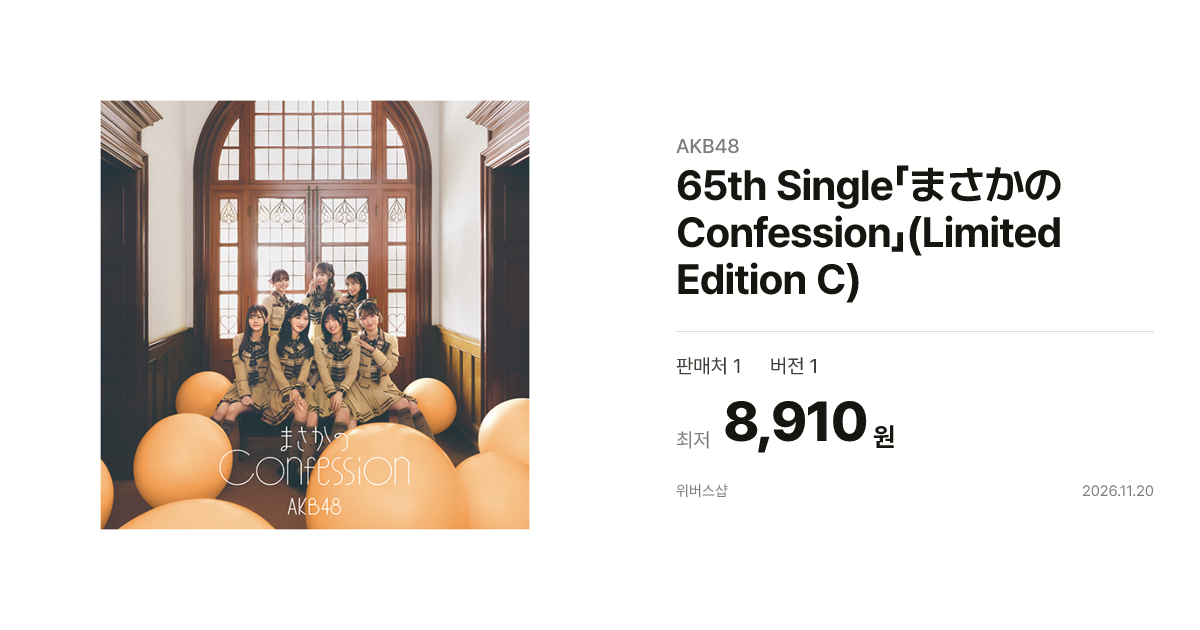 まさかの
Confession
AKB48
AKB48
65th Single「まさかの
Confession」(Limited
Edition C)
판매처 1 버전 1
최저 8,910 원
위버스샵 2026.11.20